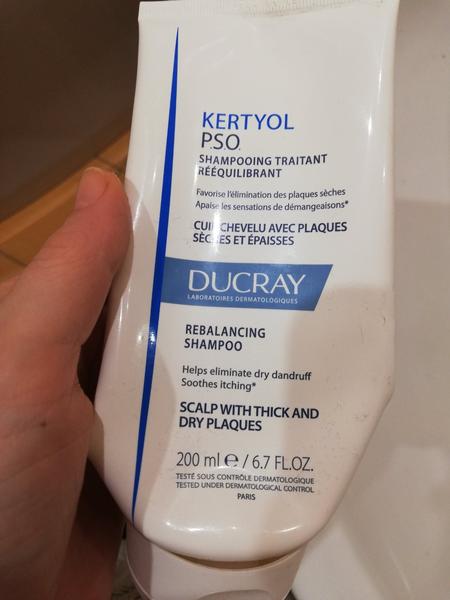 KERTYOL
P.S.O.
SHAMPOOING TRAITANT
RÉÉQUILIBRANT
Favorise l'élimination des plaques sèches
Apaise les sensations de démangeaisons*
CUIR CHEVELU AVEC PLAQUES
SÈCHES ET ÉPAISSES
DUCRAY
LABORATOIRES DERMATOLOGIQUES
REBALANCING
SHAMPOO
Helps eliminate dry dandruff
Soothes itching*
SCALP WITH THICK AND
DRY PLAQUES
200 ml ℮ / 6.7 FL.OZ.
TESTÉ SOUS CONTRÔLE DERMATOLOGIQUE
TESTED UNDER DERMATOLOGICAL CONTROL
PARIS